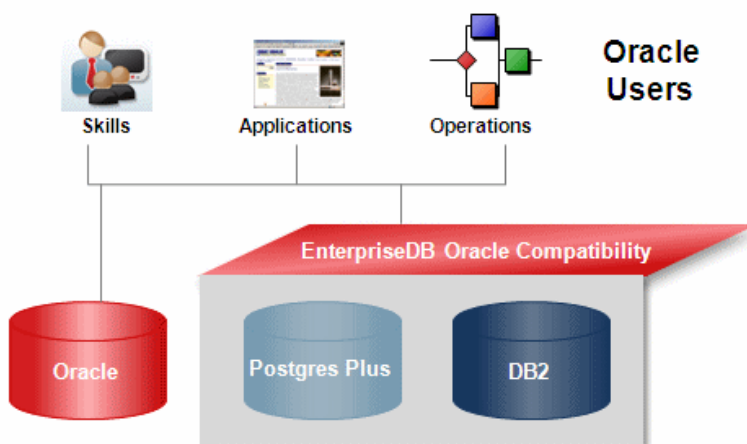 Oracle
Users
Skills
Applications
Operations
EnterpriseDB Oracle Compatibility
Oracle
Postgres Plus
DB2